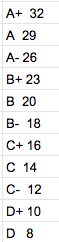 A+ 32
A 29
A- 26
B+ 23
B 20
B- 18
C+ 16
C 14
C- 12
D+ 10
D 8